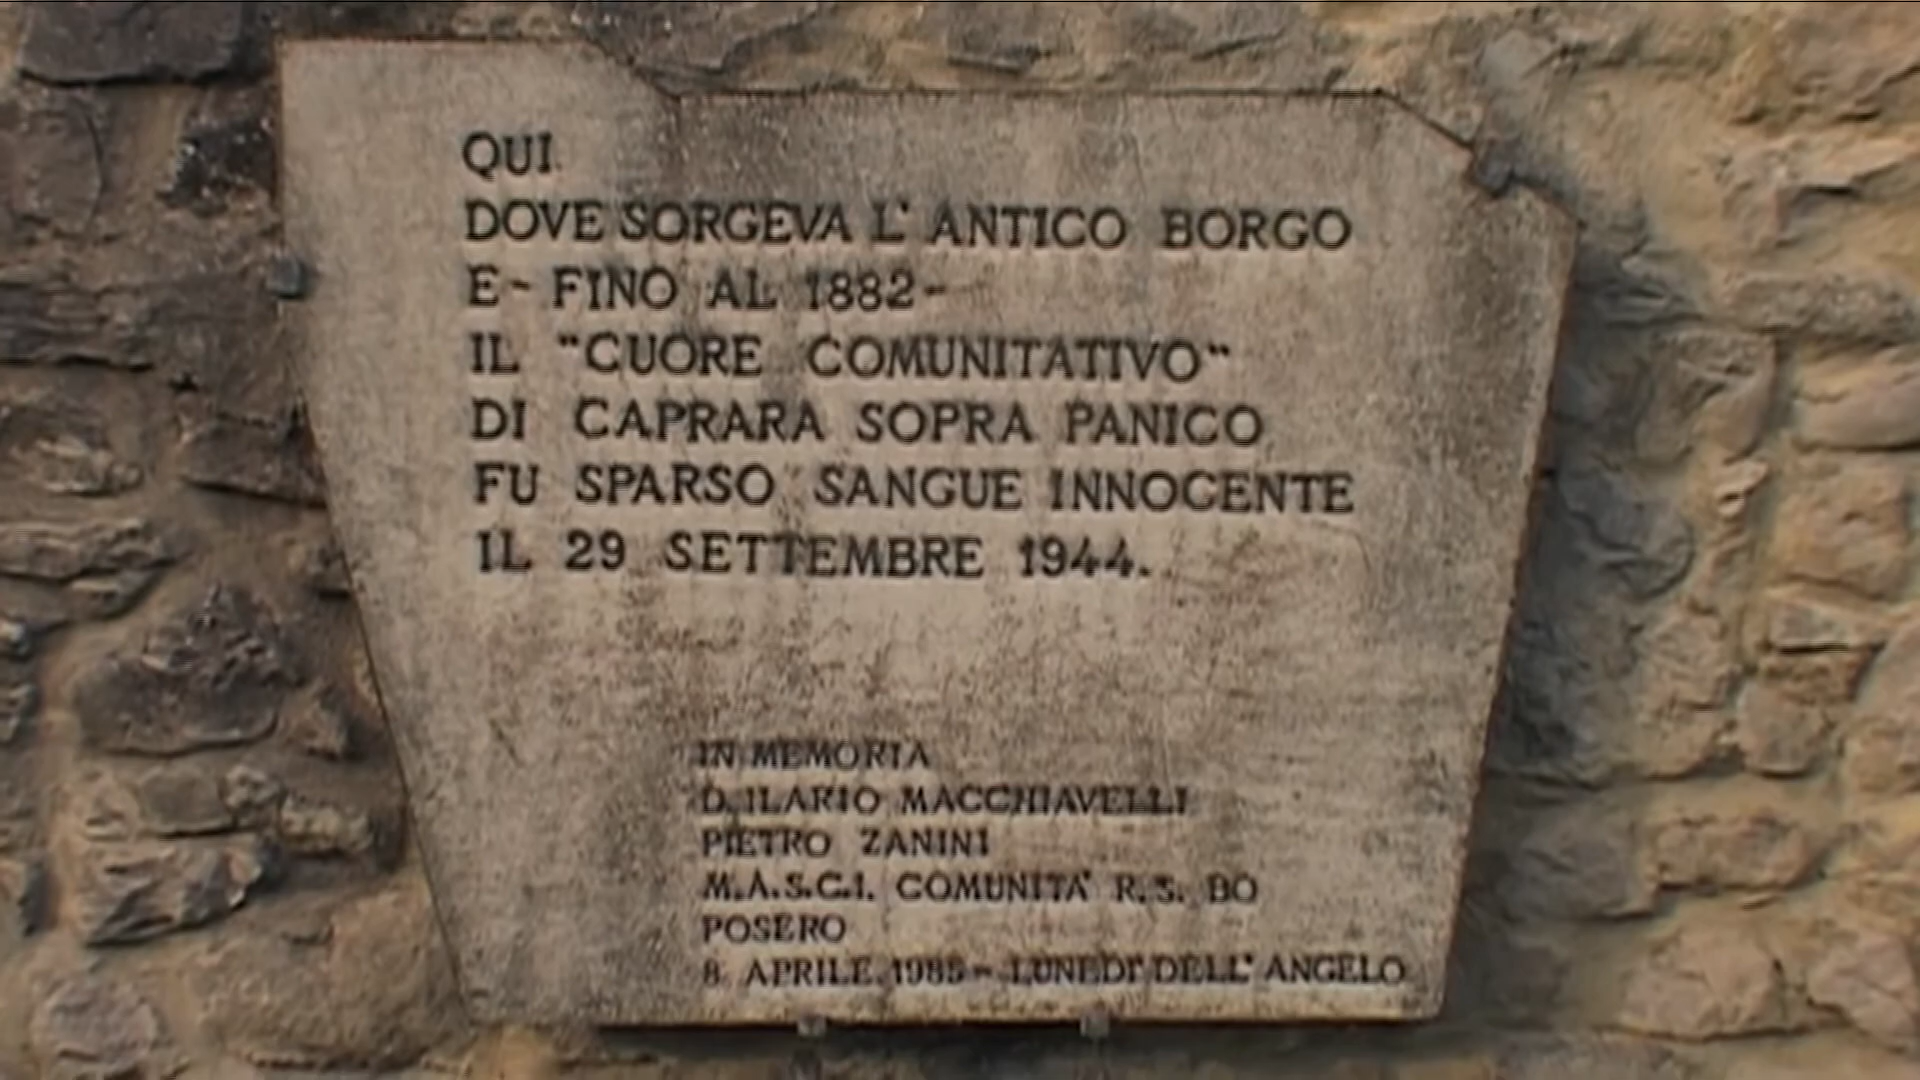 QUI
DOVE SORGEVA L' ANTICO BORGO
E - FINO AL 1882 -
IL "CUORE COMUNITATIVO"
DI CAPRARA SOPRA PANICO
FU SPARSO SANGUE INNOCENTE
IL 29 SETTEMBRE 1944.
IN MEMORIA
D. ILARIO MACCHIAVELLI
PIETRO ZANINI
M.A.S.C.I. COMUNITA' R.S. BO
POSERO
8 APRILE 1985 - LUNEDI' DELL' ANGELO